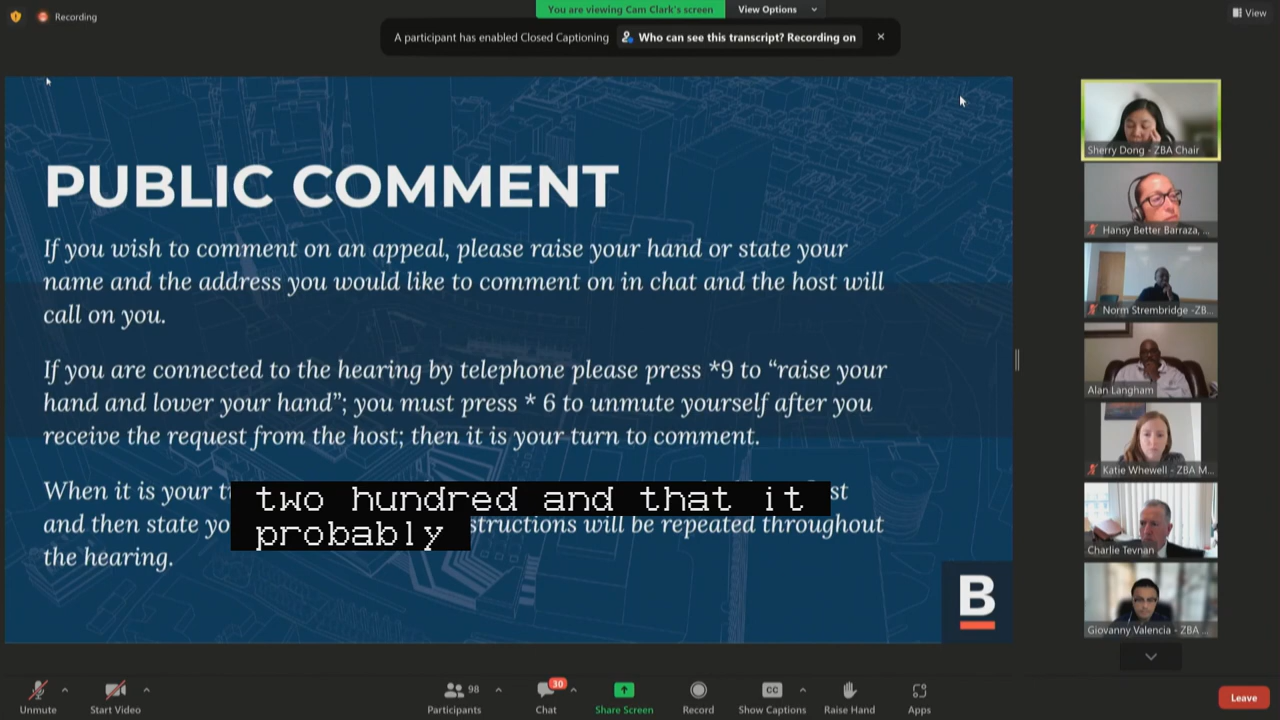 Recording
You are viewing Cam Clark's screen
View Options
View
A participant has enabled Closed Captioning
Who can see this transcript? Recording on
PUBLIC COMMENT
If you wish to comment on an appeal, please raise your hand or state your
name and the address you would like to comment on in chat and the host will
call on you.
If you are connected to the hearing by telephone please press *9 to “raise your
hand and lower your hand”; you must press * 6 to unmute yourself after you
receive the request from the host; then it is your turn to comment.
When it is your
and then state
will be repeated throughout
the hearing.
two hundred and that it
probably
B
Sherry Dong - ZBA Chair
Hansy Better Barraza, ...
Norm Strembridge -ZB...
Alan Langham
Katie Whewell - ZBA M...
Charlie Tevnan
Giovanny Valencia - ZBA ...
Unmute
Start Video
Participants
98
Chat
30
Share Screen
Record
CC
Show Captions
Raise Hand
Apps
Leave